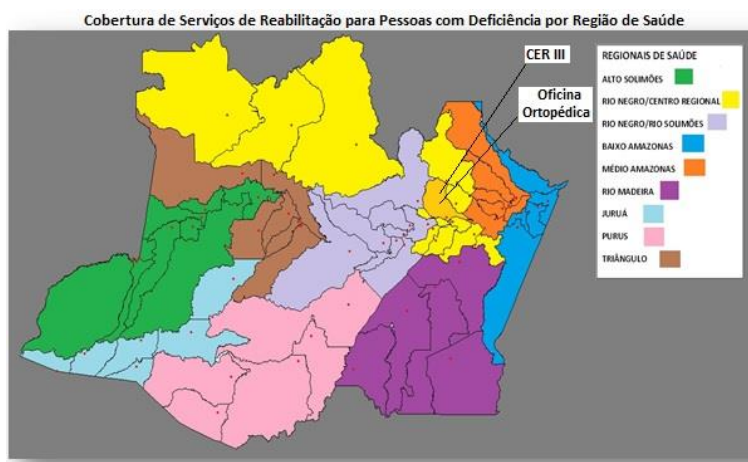 Cobertura de Serviços de Reabilitação para Pessoas com Deficiência por Região de Saúde
CER III
Oficina
Ortopédica
REGIONAIS DE SAÚDE
ALTO SOLIMÕES
RIO NEGRO/CENTRO REGIONAL
RIO NEGRO/RIO SOLIMÕES
BAIXO AMAZONAS
MÉDIO AMAZONAS
RIO MADEIRA
JURUÁ
PURUS
TRIÂNGULO